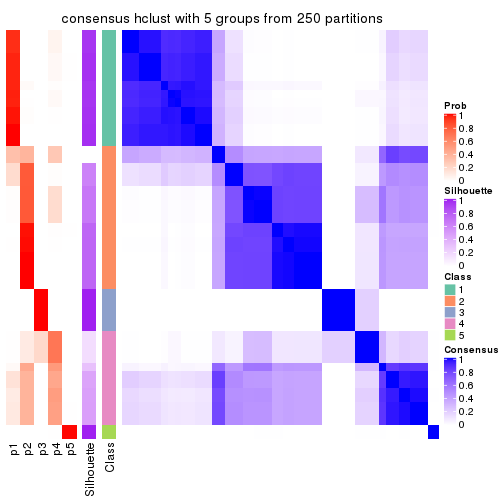 consensus hclust with 5 groups from 250 partitions
Prob
1
0.8
0.6
0.4
0.2
0
Silhouette
1
0.8
0.6
0.4
0.2
0
Class
1
2
3
4
5
Consensus
1
0.8
0.6
0.4
0.2
0
p1
p2
p3
p4
p5
Silhouette
Class